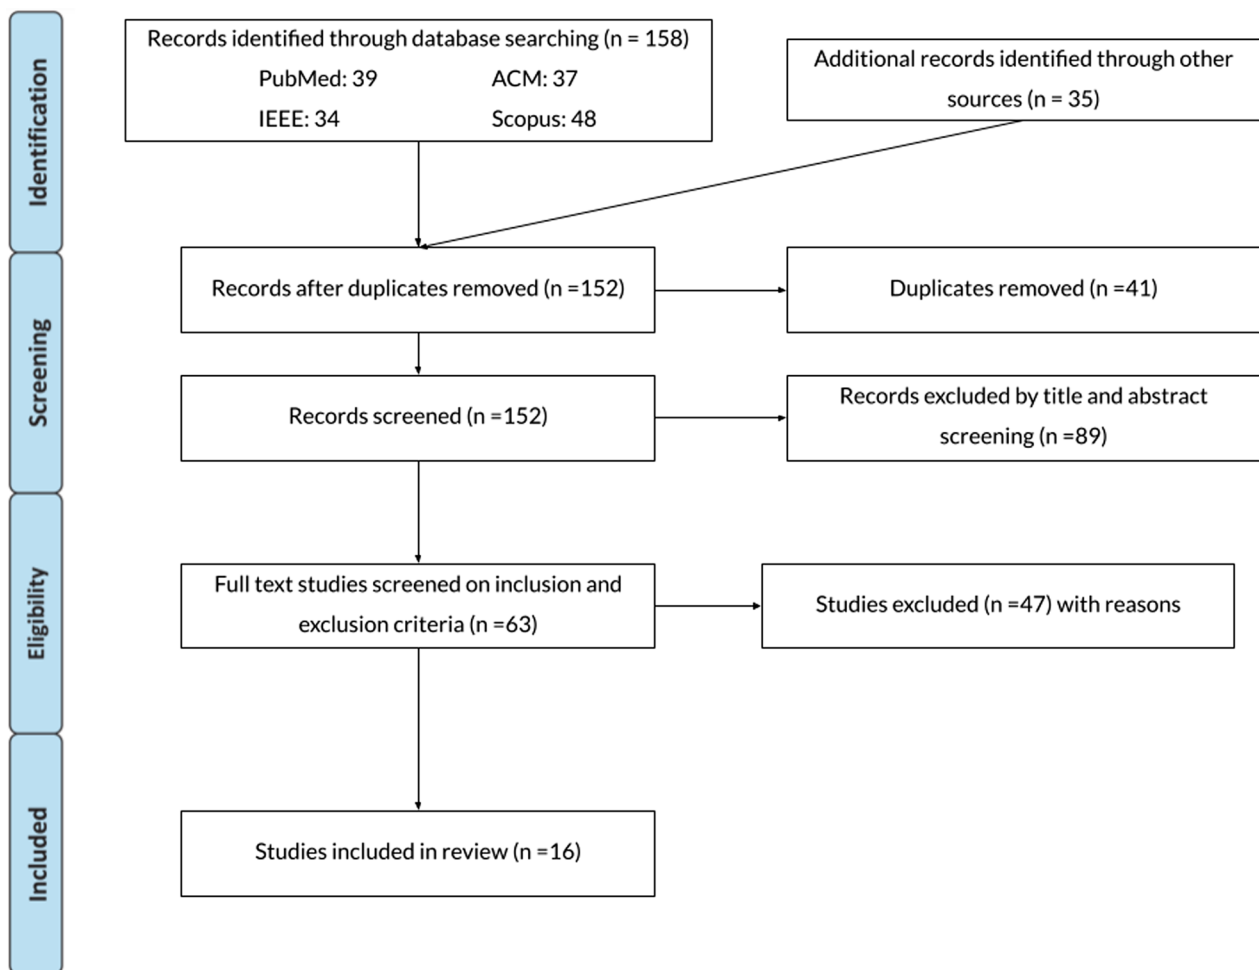 Identification
Records identified through database searching (n = 158)
PubMed: 39 ACM: 37
IEEE: 34 Scopus: 48
Additional records identified through other
sources (n = 35)
Screening
Records after duplicates removed (n =152)
Duplicates removed (n =41)
Records screened (n =152)
Records excluded by title and abstract
screening (n =89)
Eligibility
Full text studies screened on inclusion and
exclusion criteria (n =63)
Studies excluded (n =47) with reasons
Included
Studies included in review (n =16)